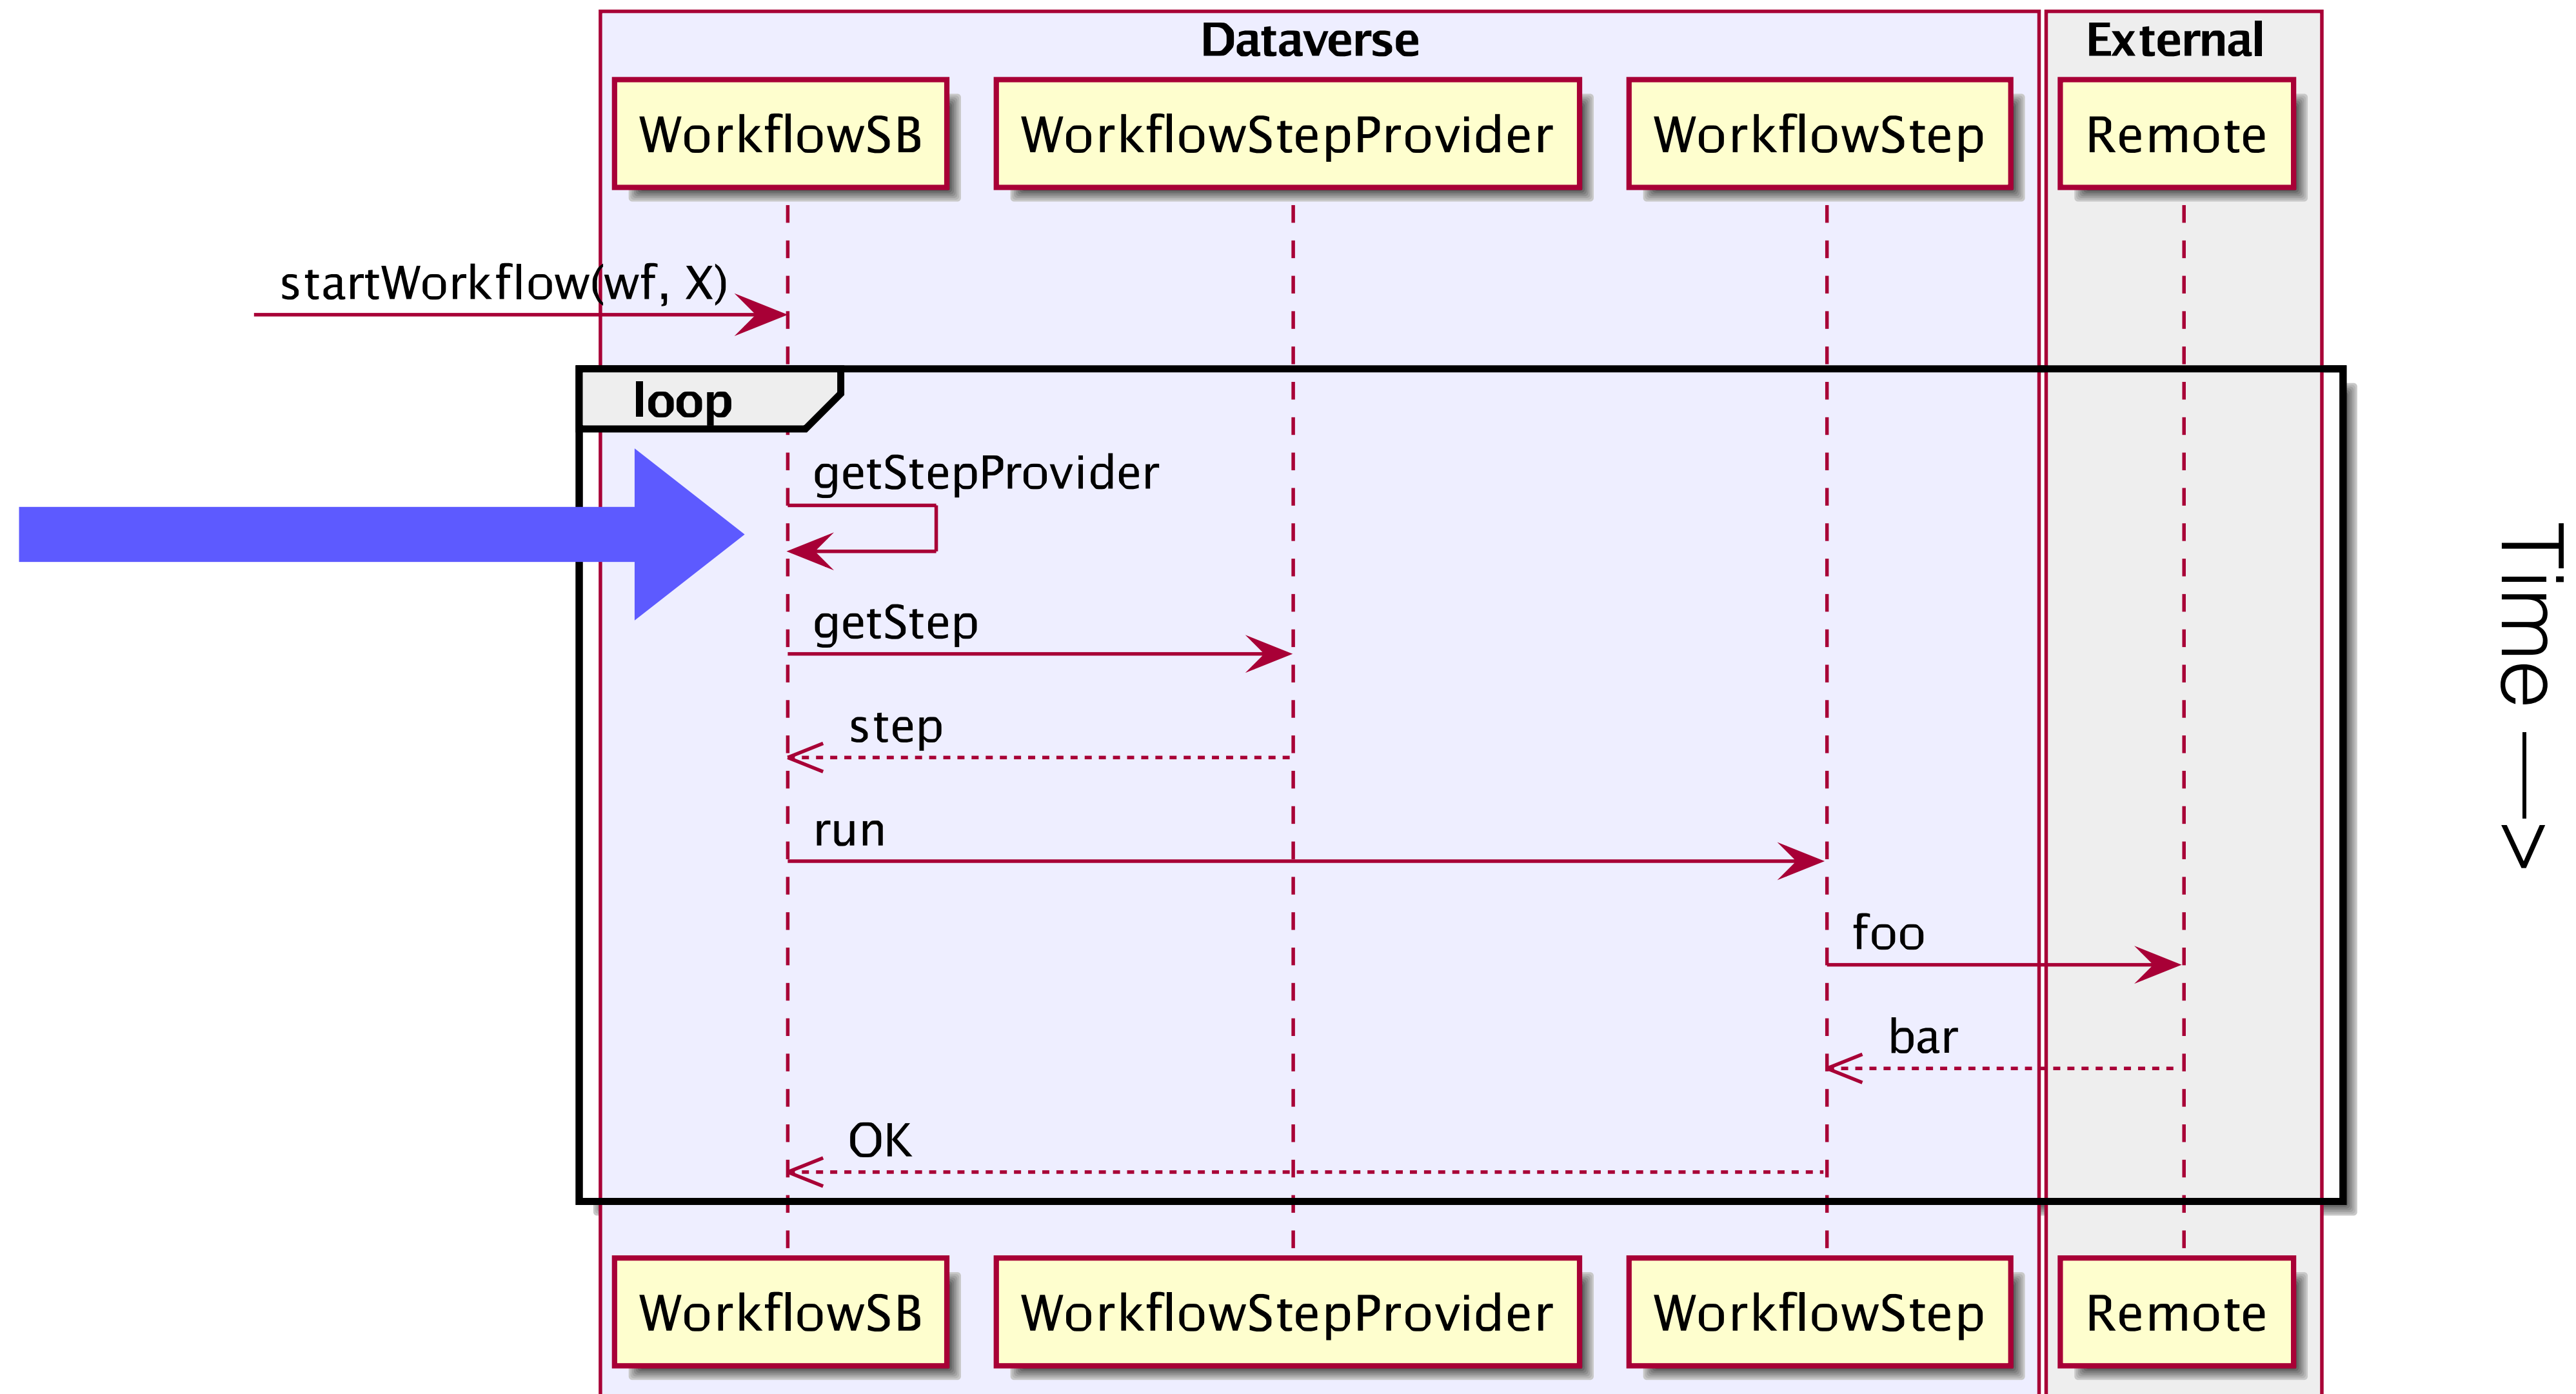 Dataverse
External
WorkflowSB
WorkflowStepProvider
WorkflowStep
Remote
startWorkflow(wf, X)
loop
getStepProvider
getStep
step
run
foo
bar
OK
WorkflowSB
WorkflowStepProvider
WorkflowStep
Remote
Time —>